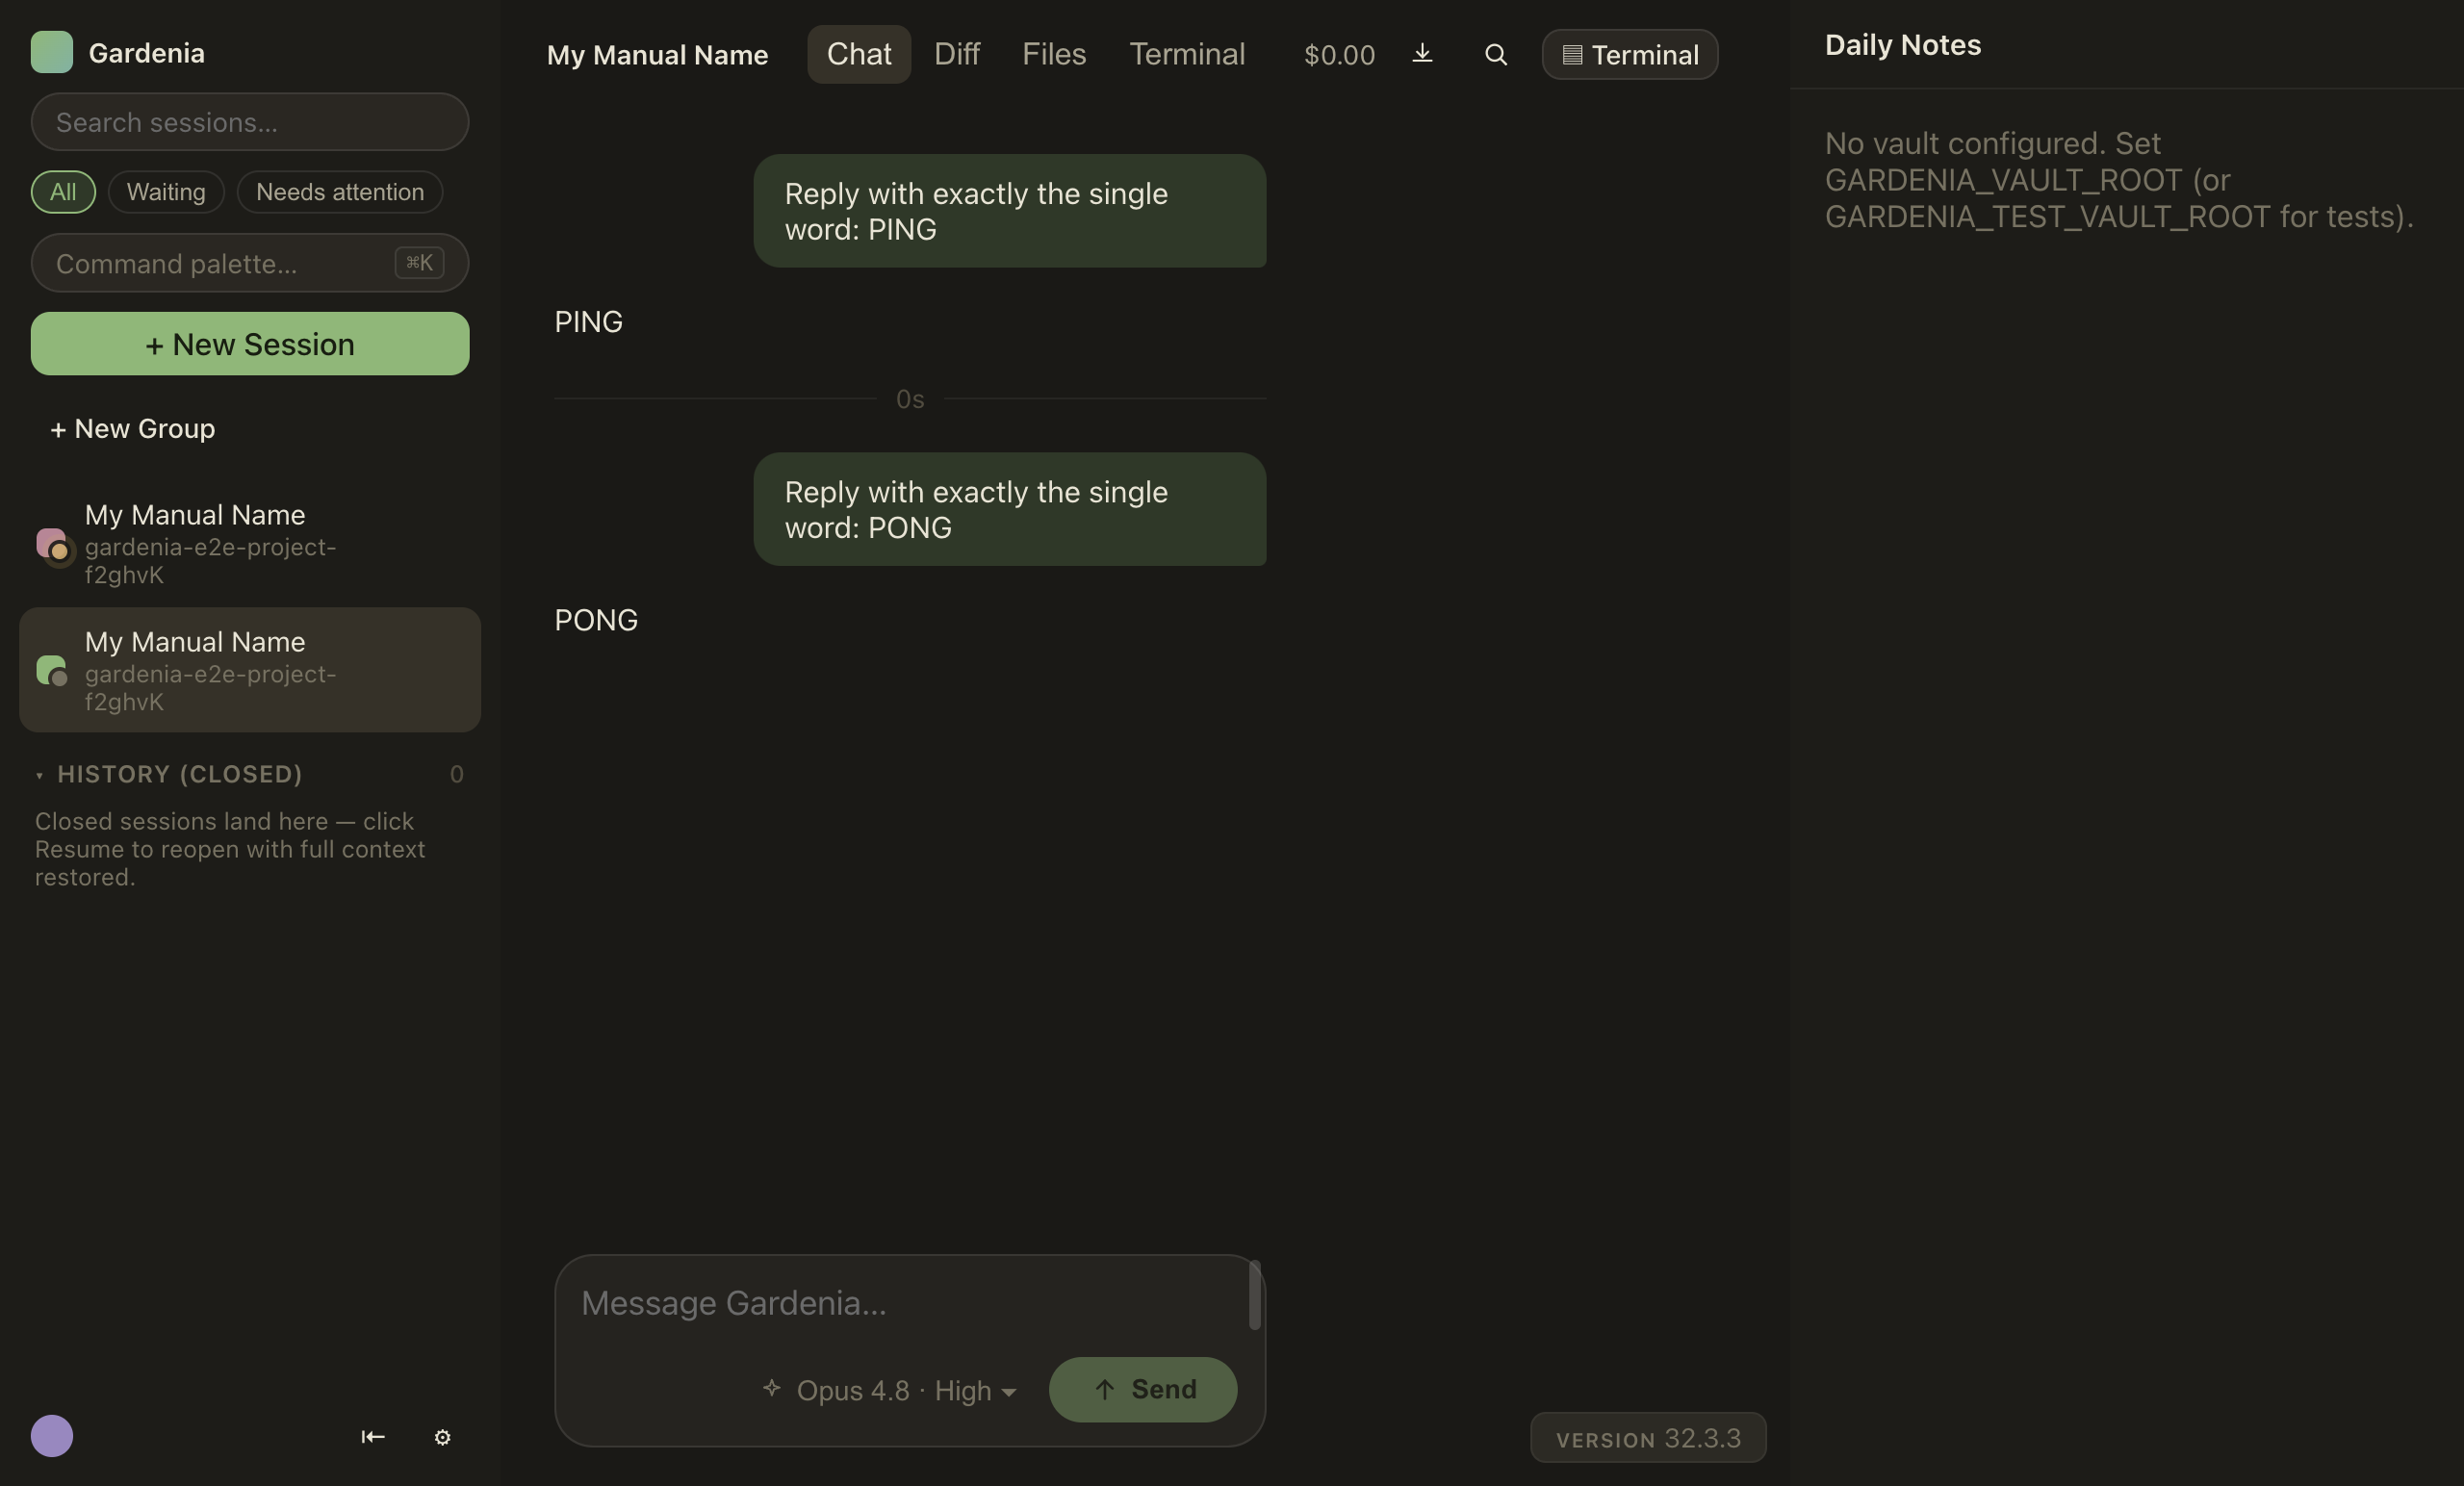 Gardenia
Search sessions...
All
Waiting
Needs attention
Command palette...
⌘K
+ New Session
+ New Group
My Manual Name
gardenia-e2e-project-
f2ghvK
My Manual Name
gardenia-e2e-project-
f2ghvK
HISTORY (CLOSED)
0
Closed sessions land here — click
Resume to reopen with full context
restored.
My Manual Name
Chat
Diff
Files
Terminal
$0.00
Terminal
Reply with exactly the single
word: PING
PING
0s
Reply with exactly the single
word: PONG
PONG
Message Gardenia...
Opus 4.8 · High
Send
VERSION 32.3.3
Daily Notes
No vault configured. Set
GARDENIA_VAULT_ROOT (or
GARDENIA_TEST_VAULT_ROOT for tests).